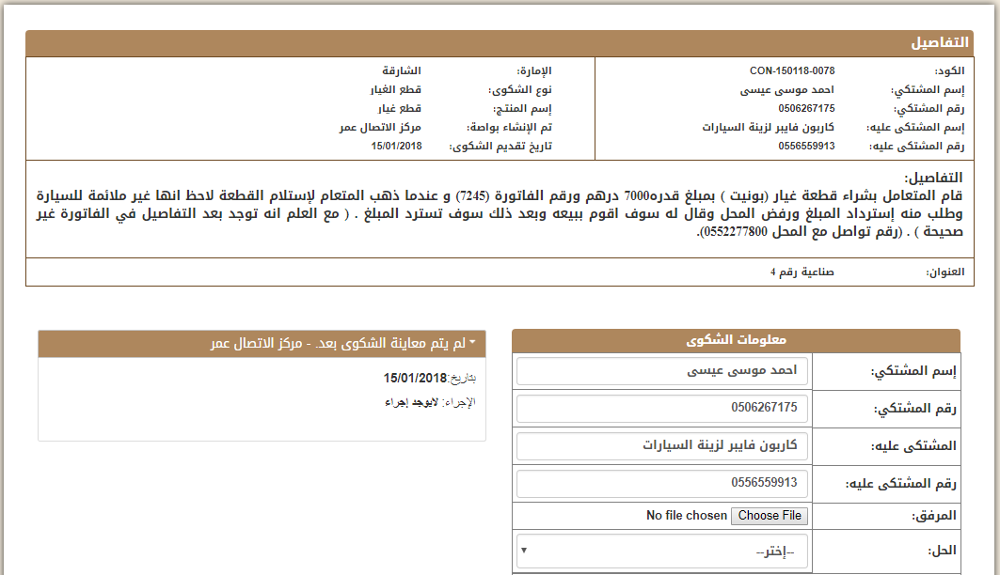 التفاصيل
الكود: CON-150118-0078
إسم المشتكي: احمد موسى عيسى
رقم المشتكي: 0506267175
إسم المشتكى عليه: كاربون فايبر لزينة السيارات
رقم المشتكى عليه: 0556559913
الإمارة: الشارقة
نوع الشكوى: قطع الغيار
إسم المنتج: قطع غيار
تم الإنشاء بواصة: مركز الاتصال عمر
تاريخ تقديم الشكوى: 15/01/2018
التفاصيل:
قام المتعامل بشراء قطعة غيار (بونيت ) بمبلغ قدره7000 درهم ورقم الفاتورة (7245) و عندما ذهب المتعام لإستلام القطعة لاحظ انها غير ملائمة للسيارة
وطلب منه إسترداد المبلغ ورفض المحل وقال له سوف اقوم ببيعه وبعد ذلك سوف تسترد المبلغ . ( مع العلم انه توجد بعد التفاصيل في الفاتورة غير
صحيحة ) . (رقم تواصل مع المحل 0552277800).
العنوان: صناعية رقم 4
معلومات الشكوى
إسم المشتكي: احمد موسى عيسى
رقم المشتكي: 0506267175
المشتكى عليه: كاربون فايبر لزينة السيارات
رقم المشتكى عليه: 0556559913
المرفق: Choose File No file chosen
الحل: --إختر--
لم يتم معاينة الشكوى بعد. - مركز الاتصال عمر
بتاريخ:15/01/2018
الإجراء: لايوجد إجراء